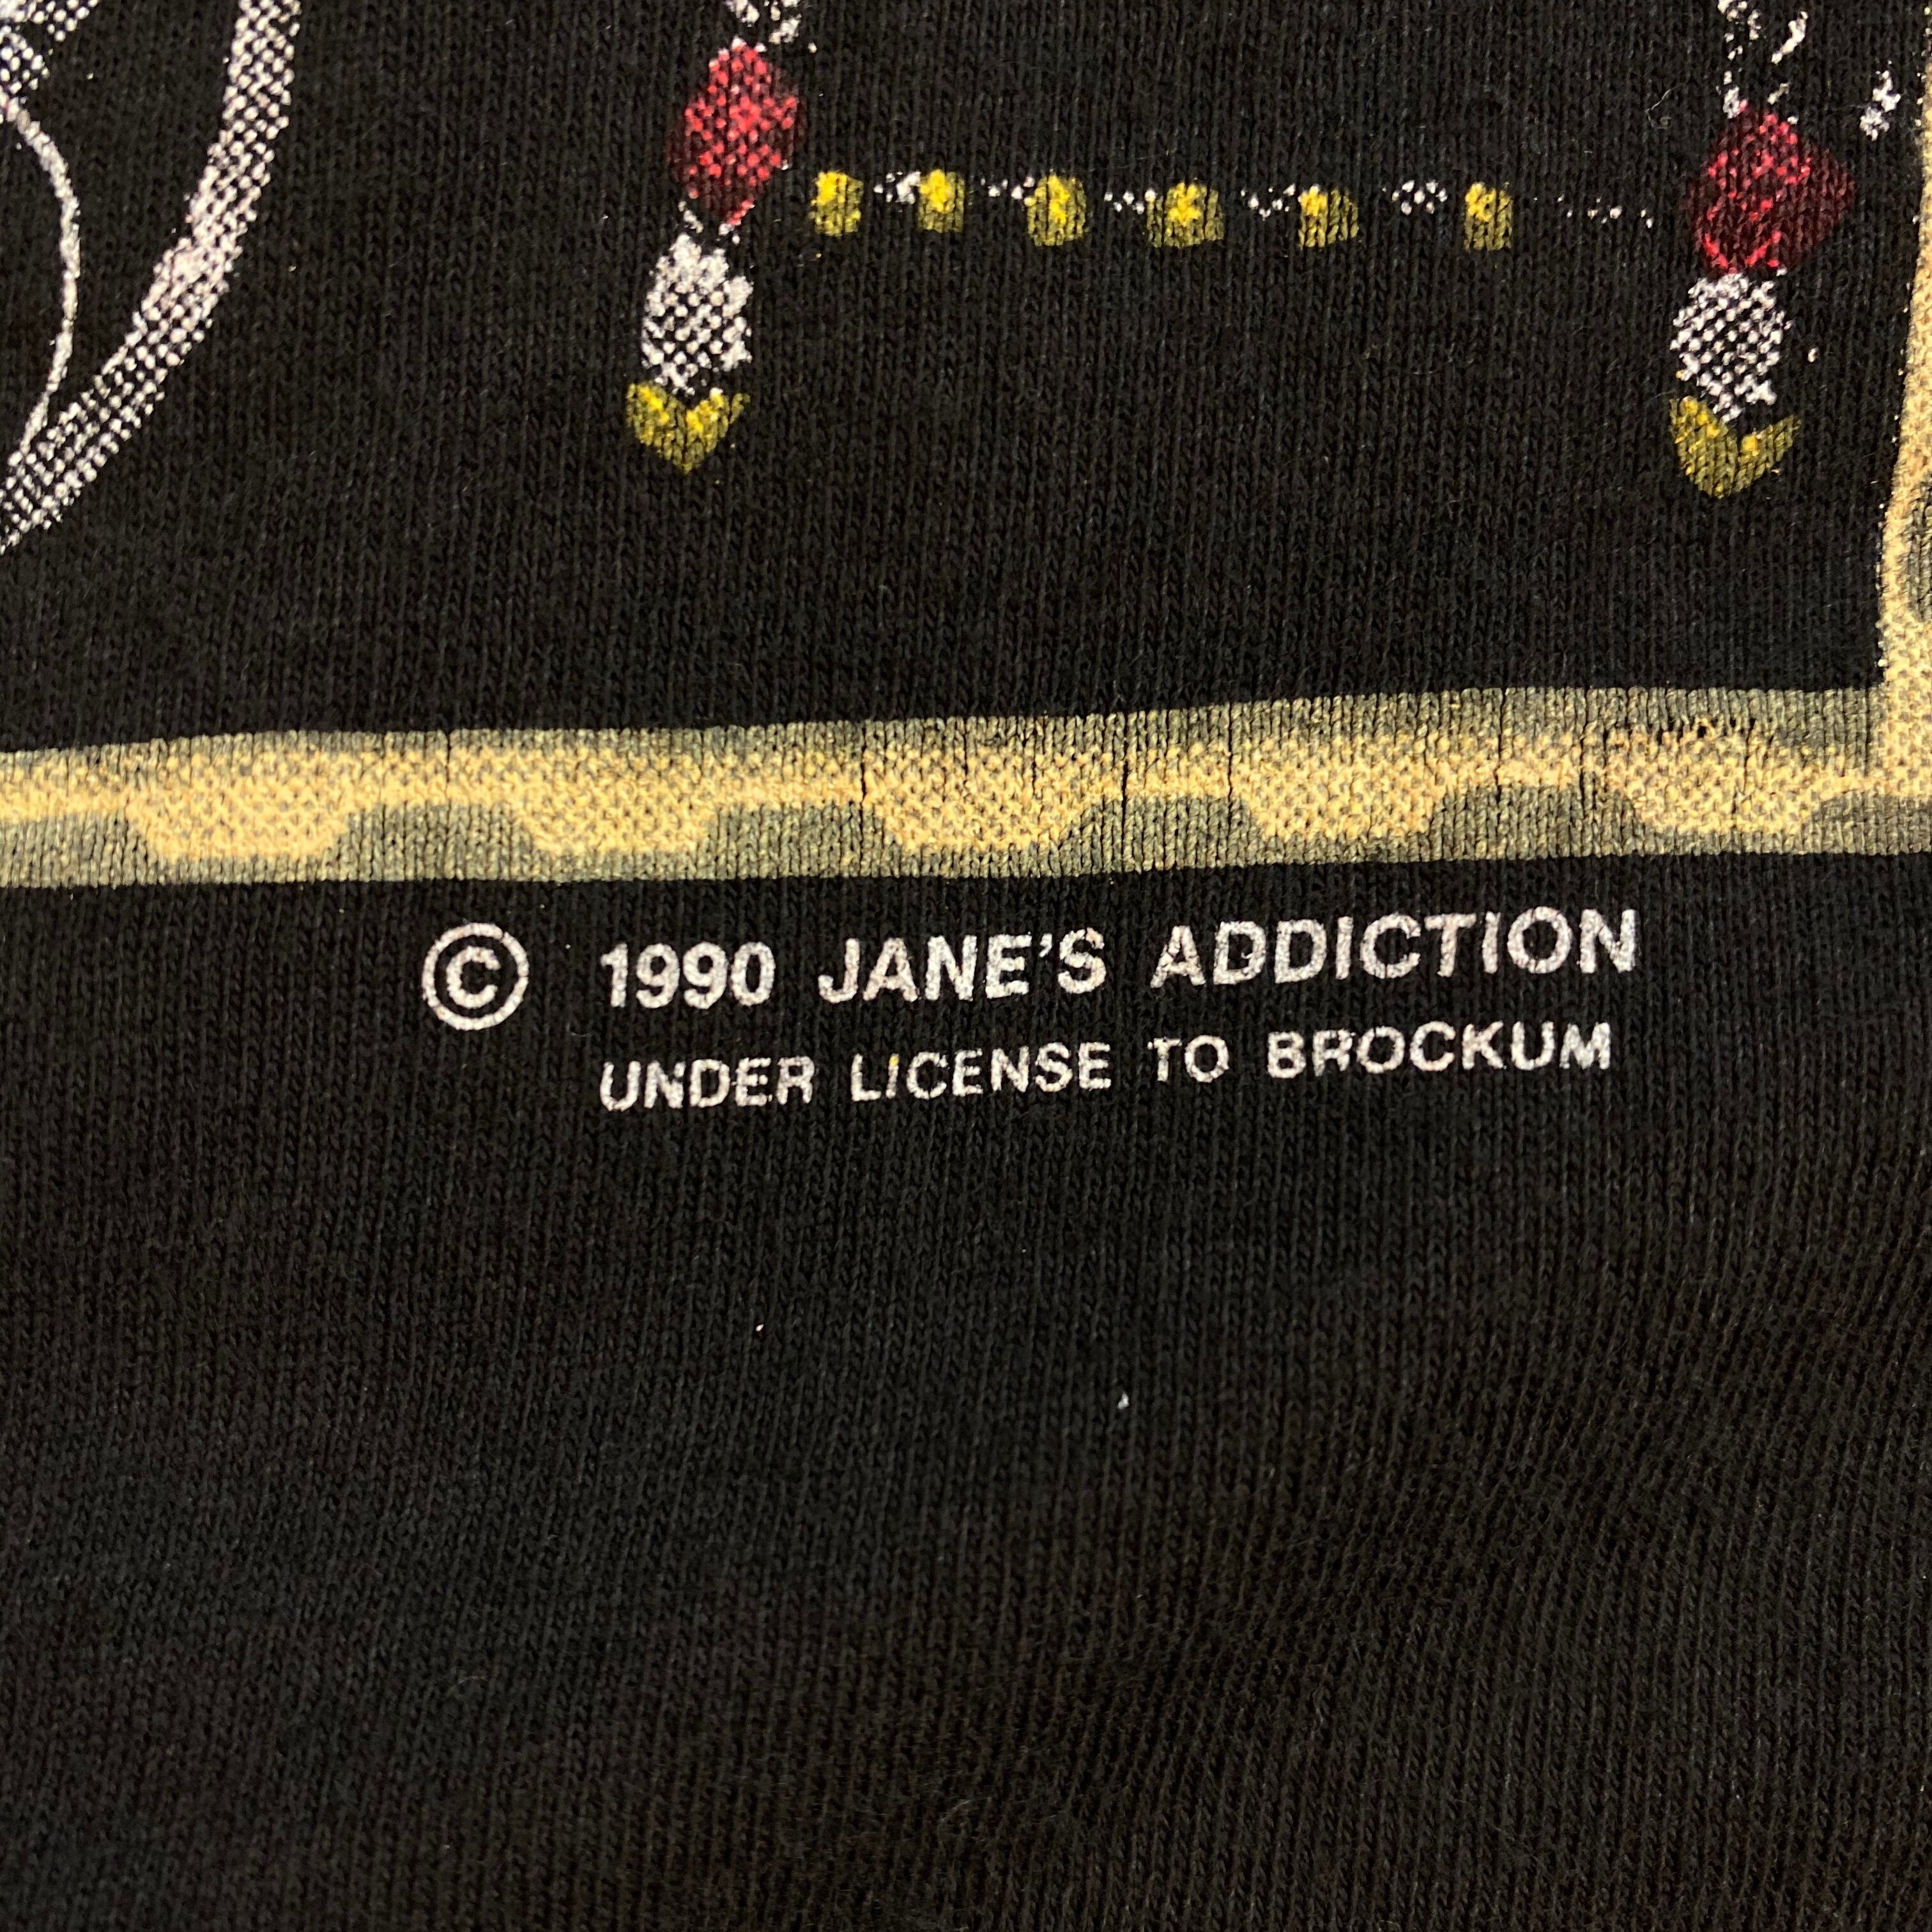 © 1990 JANE'S ADDICTION
UNDER LICENSE TO BROCKUM